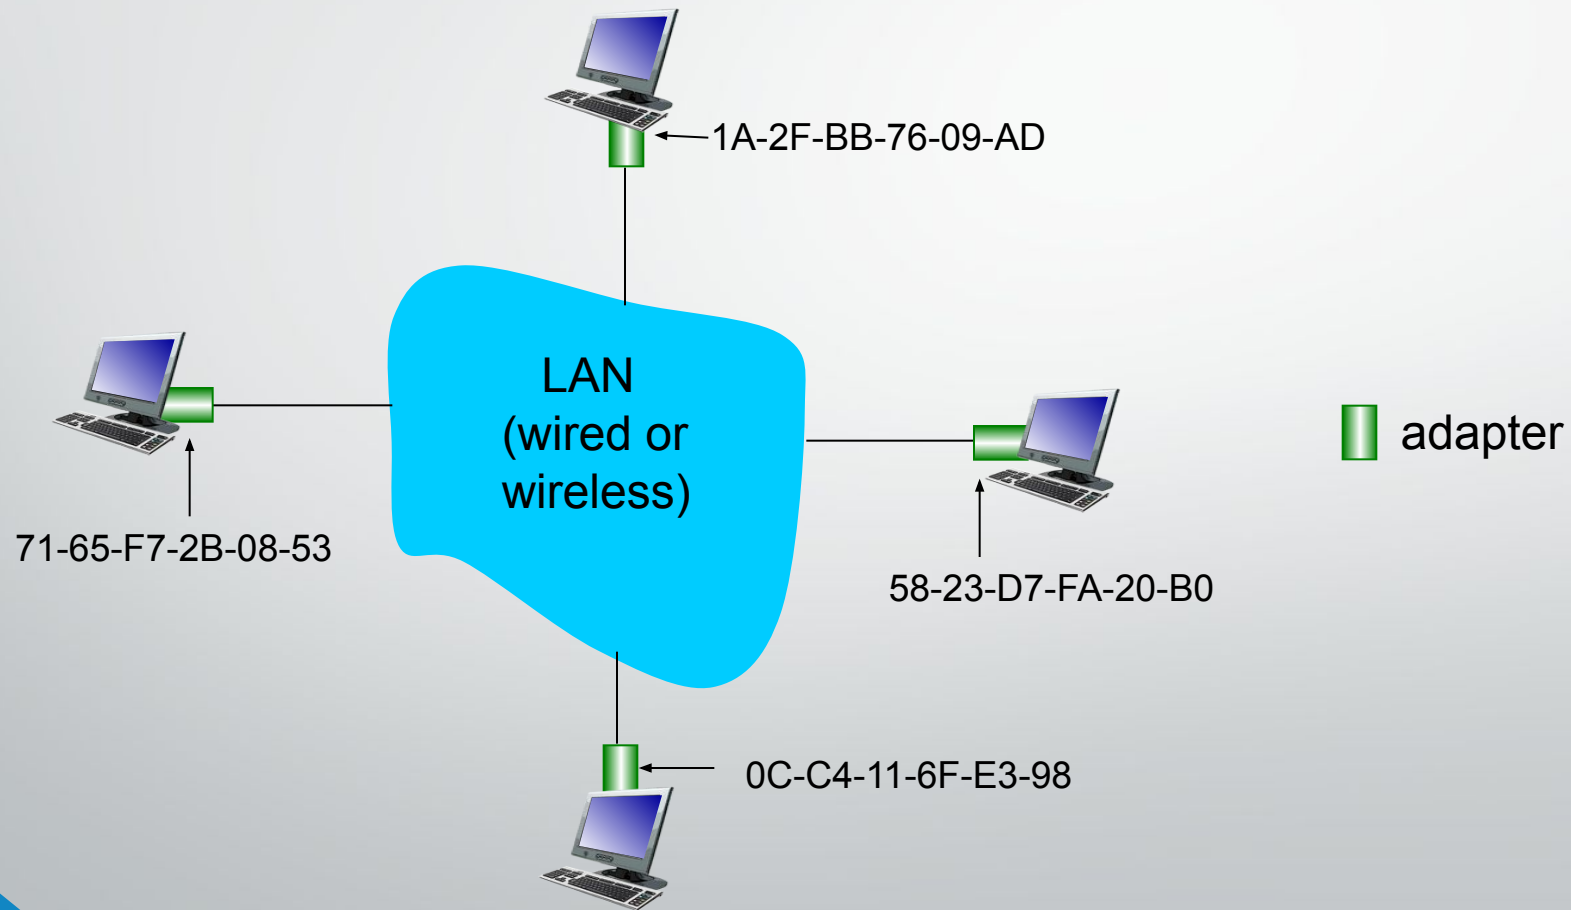 1A-2F-BB-76-09-AD
LAN
(wired or
wireless)
adapter
71-65-F7-2B-08-53
58-23-D7-FA-20-B0
0C-C4-11-6F-E3-98